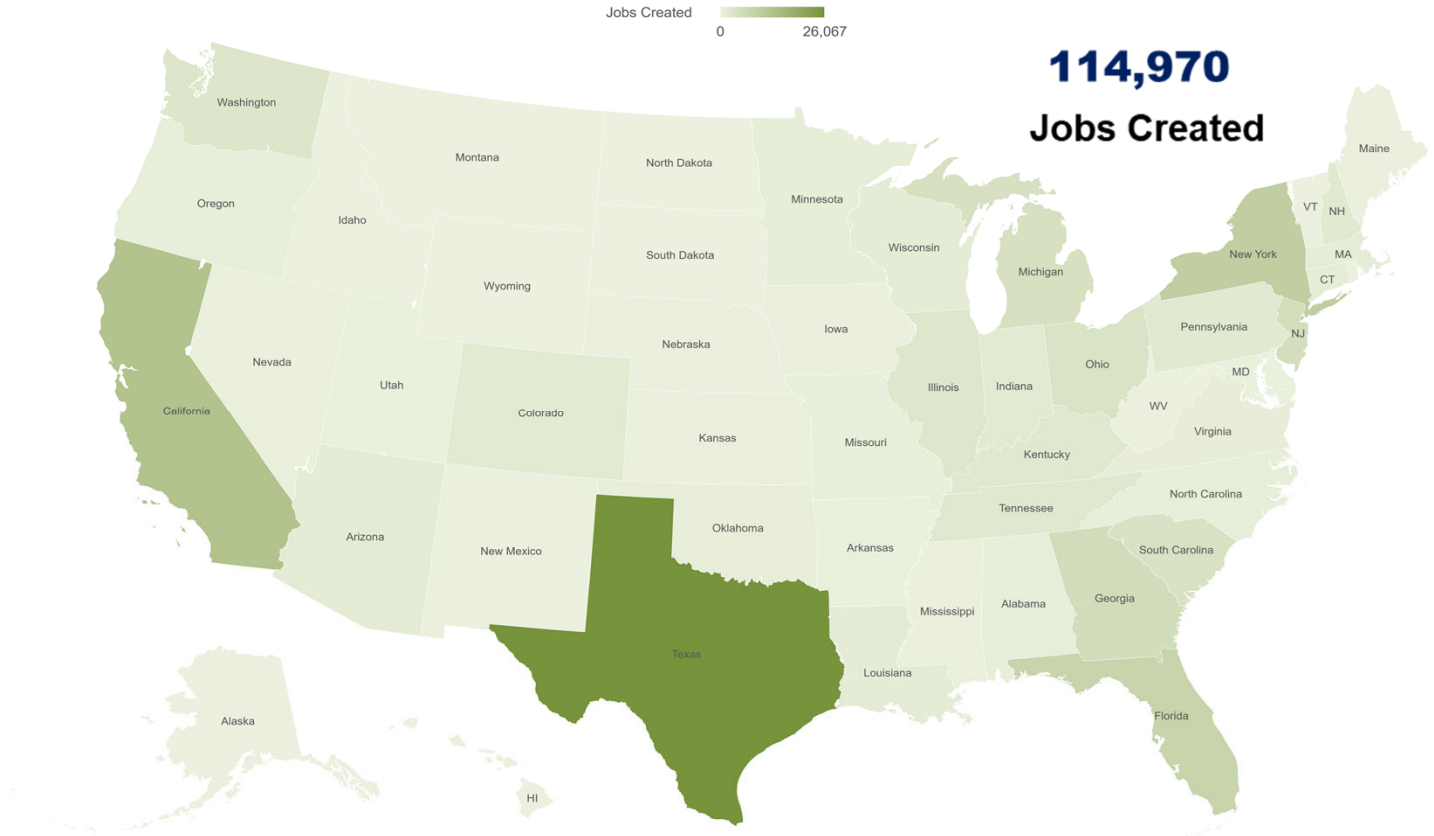 Jobs Created
0
26,067
114,970
Jobs Created
Washington
Montana
North Dakota
Minnesota
Maine
Oregon
Idaho
Wisconsin
VT
NH
South Dakota
Michigan
New York
MA
Wyoming
CT
Iowa
Pennsylvania
Nebraska
NJ
Nevada
Ohio
Utah
Illinois
Indiana
MD
California
Colorado
WV
Kansas
Missouri
Virginia
Kentucky
North Carolina
Tennessee
Oklahoma
Arizona
New Mexico
Arkansas
South Carolina
Mississippi
Alabama
Georgia
Texas
Louisiana
Alaska
Florida
HI